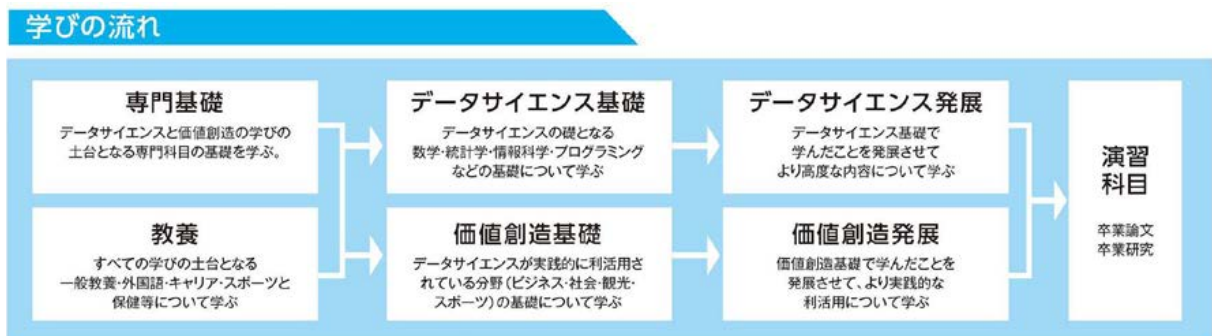 学びの流れ
専門基礎
データサイエンスと価値創造の学びの
土台となる専門科目の基礎を学ぶ。
データサイエンス基礎
データサイエンスの礎となる
数学・統計学・情報科学・プログラミング
などの基礎について学ぶ
データサイエンス発展
データサイエンス基礎で
学んだことを発展させて
より高度な内容について学ぶ
教養
すべての学びの土台となる
一般教養・外国語・キャリア・スポーツと
保健等について学ぶ
価値創造基礎
データサイエンスが実践的に利活用さ
れている分野（ビジネス・社会・観光・
スポーツ）の基礎について学ぶ
価値創造発展
価値創造基礎で学んだことを
発展させて、より実践的な
利活用について学ぶ
演習
科目
卒業論文
卒業研究